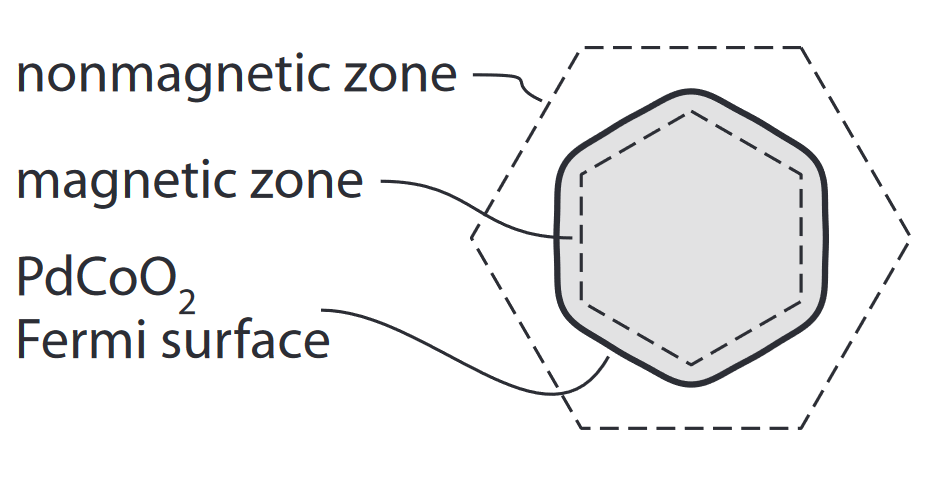 nonmagnetic zone
magnetic zone
PdCoO₂
Fermi surface